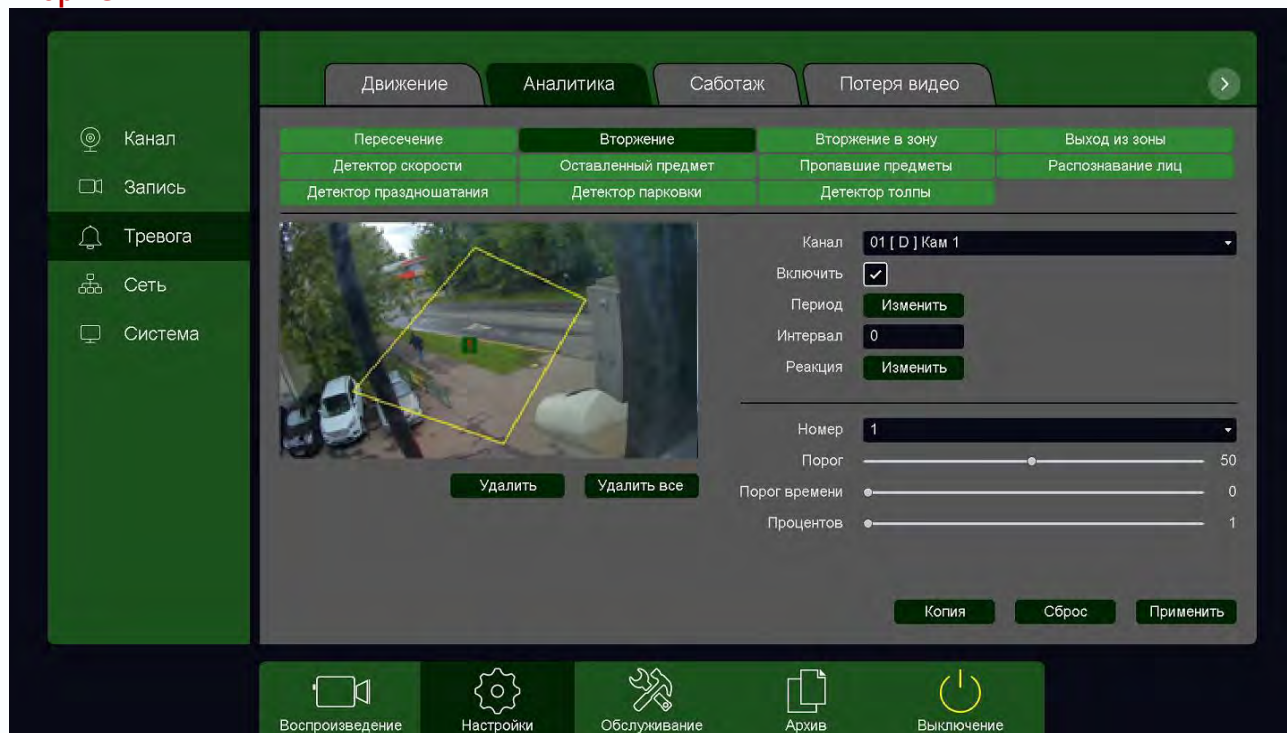 Движение Аналитика Саботаж Потеря видео >
Канал
Запись
Тревога
Сеть
Система
Пересечение Вторжение Вторжение в зону Выход из зоны
Детектор скорости Оставленный предмет Пропавшие предметы Распознавание лиц
Детектор праздношатания Детектор парковки Детектор толпы
Канал 01 [ D ] Кам 1
Включить
Период Изменить
Интервал 0
Реакция Изменить
Номер 1
Порог 50
Порог времени 0
Процентов 1
1
Удалить Удалить все
Копия Сброс Применить
Воспроизведение Настройки Обслуживание Архив Выключение